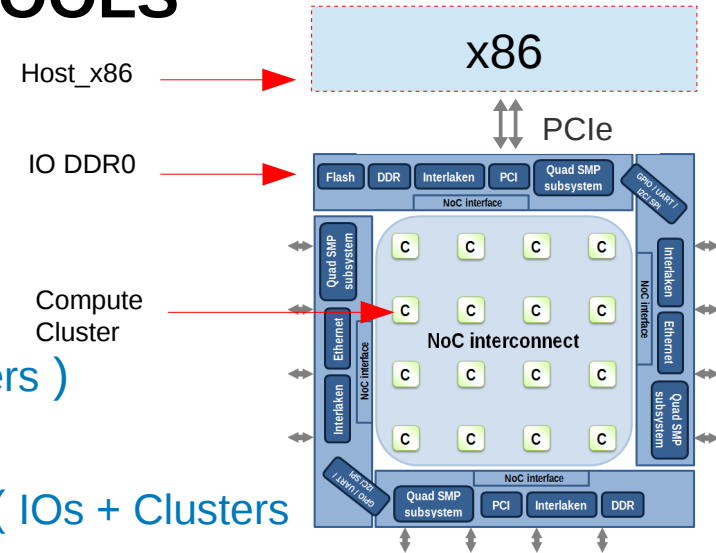 OOLS
x86
Host_x86
PCIe
IO DDR0
Flash
DDR
Interlaken
PCI
Quad SMP
subsystem
GPIO / UART /
I2C/ SPI
NoC interface
Quad SMP
subsystem
Ethernet
Interlaken
NoC interface
GPIO / UART /
I2C/ SPI
C C C C
Compute
Cluster
C C C C
NoC interconnect
C C C C
C C C C
NoC interface
Interlaken
Ethernet
Quad SMP
subsystem
ers )
( IOs + Clusters
NoC interface
Quad SMP
subsystem
PCI
Interlaken
DDR